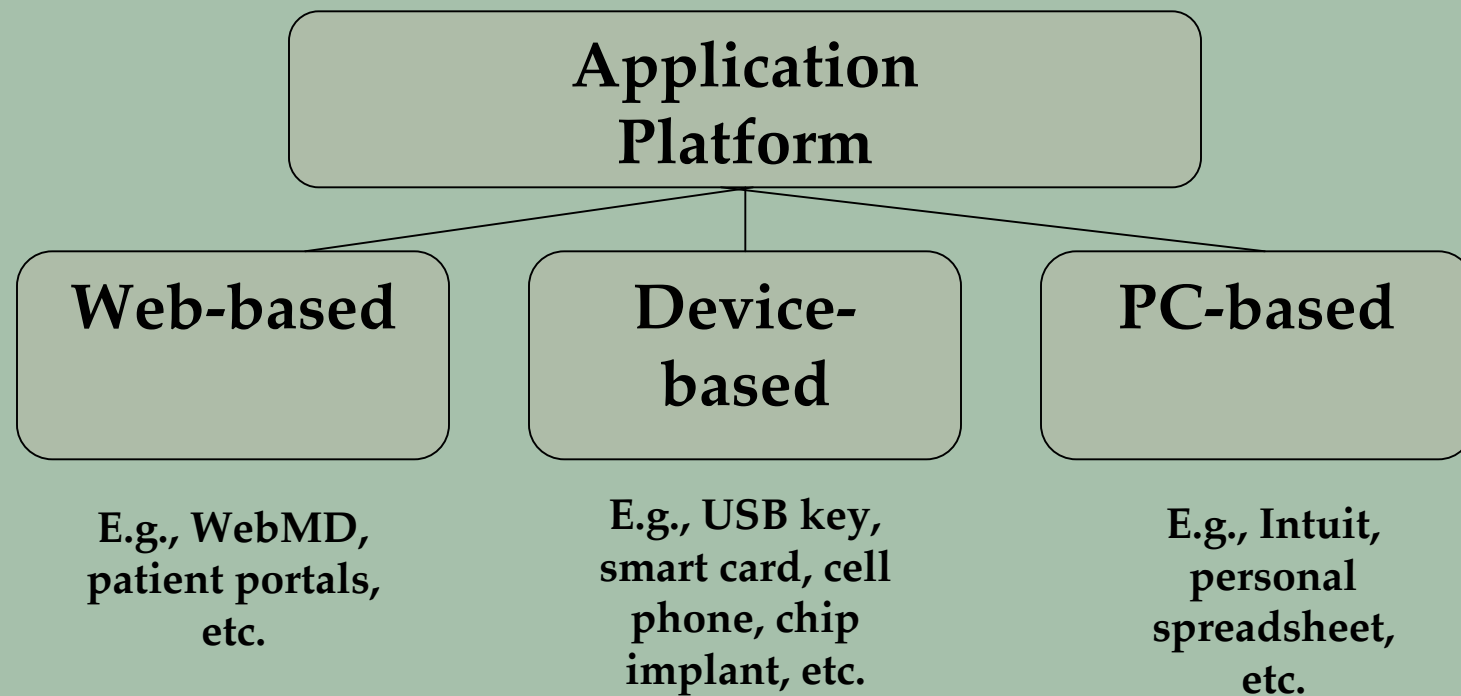 Application
Platform
Web-based
Device-
based
PC-based
E.g., WebMD,
patient portals,
etc.
E.g., USB key,
smart card, cell
phone, chip
implant, etc.
E.g., Intuit,
personal
spreadsheet,
etc.